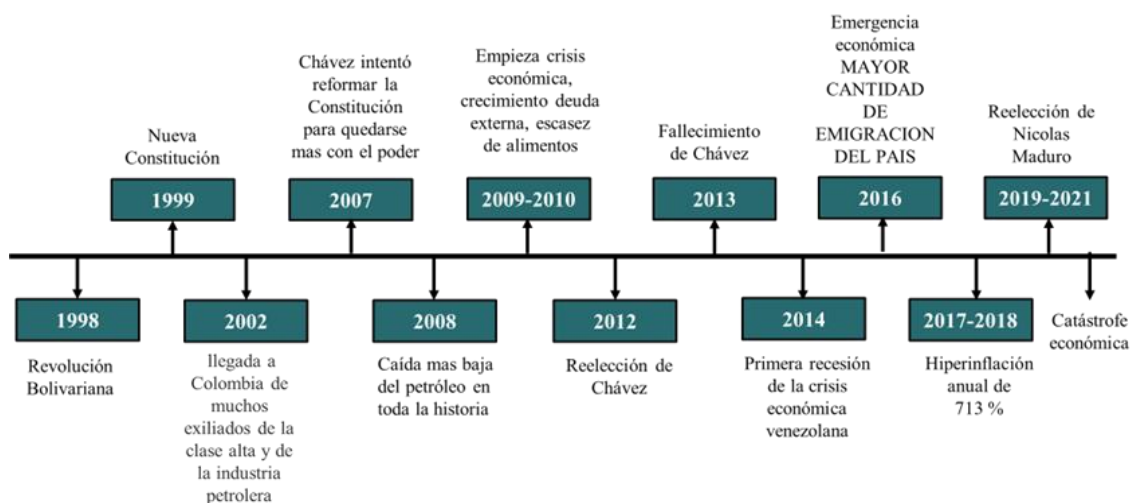 Nueva
Constitución
1999
Chávez intentó
reformar la
Constitución
para quedarse
mas con el poder
2007
Empieza crisis
económica,
crecimiento deuda
externa, escasez
de alimentos
2009-2010
Fallecimiento
de Chávez
2013
Emergencia
económica
MAYOR
CANTIDAD
DE
EMIGRACION
DEL PAIS
2016
Reelección de
Nicolas
Maduro
2019-2021
1998
Revolución
Bolivariana
2002
llegada a
Colombia de
muchos
exiliados de la
clase alta y de
la industria
petrolera
2008
Caída mas baja
del petróleo en
toda la historia
2012
Reelección de
Chávez
2014
Primera recesión
de la crisis
económica
venezolana
2017-2018
Hiperinflación
anual de
713 %
Catástrofe
económica